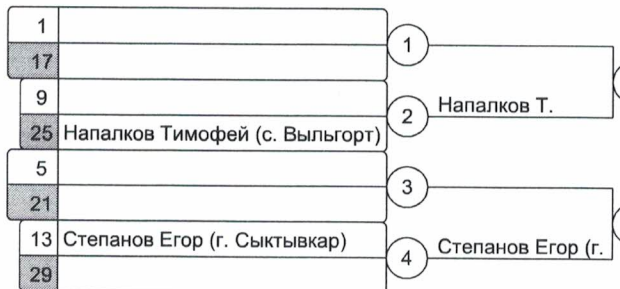 1
1
17
9
2
Напалков Т.
25 Напалков Тимофей (с. Выльгорт)
5
3
21
13 Степанов Егор (г. Сыктывкар)
4
Степанов Егор (г.
29